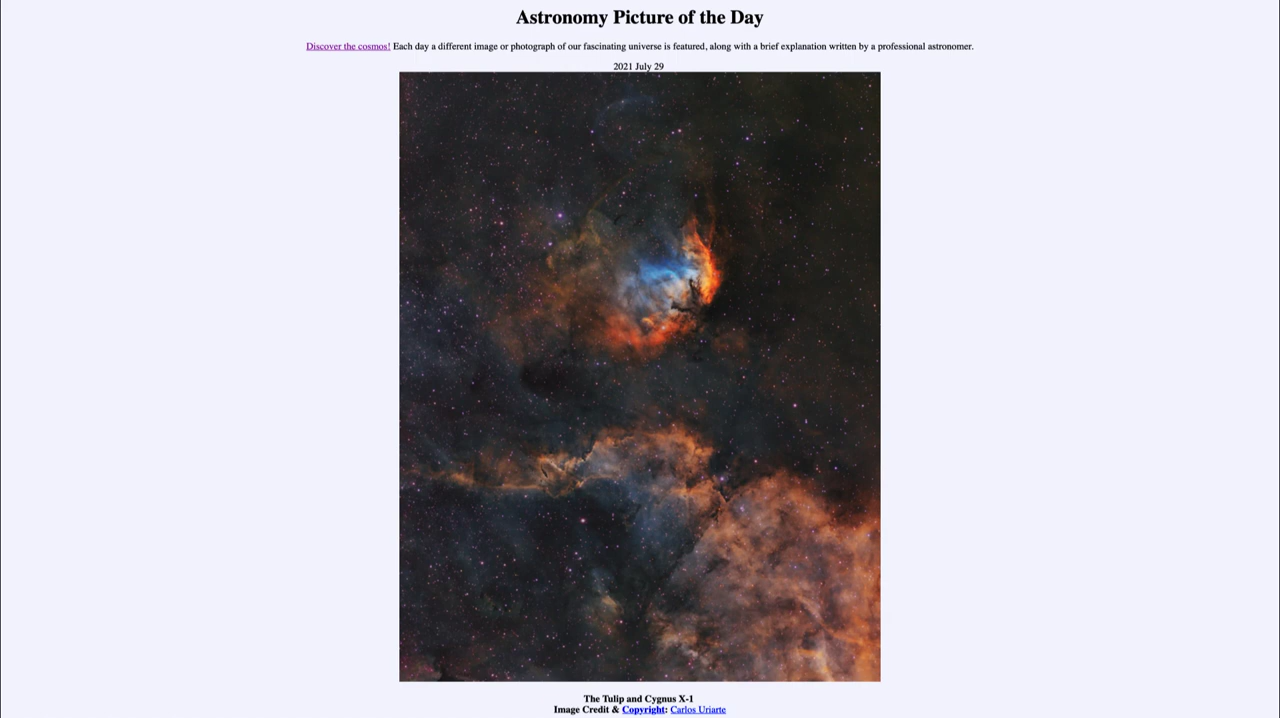 Astronomy Picture of the Day
Discover the cosmos! Each day a different image or photograph of our fascinating universe is featured, along with a brief explanation written by a professional astronomer.
2021 July 29
The Tulip and Cygnus X-1
Image Credit & Copyright: Carlos Uriarte